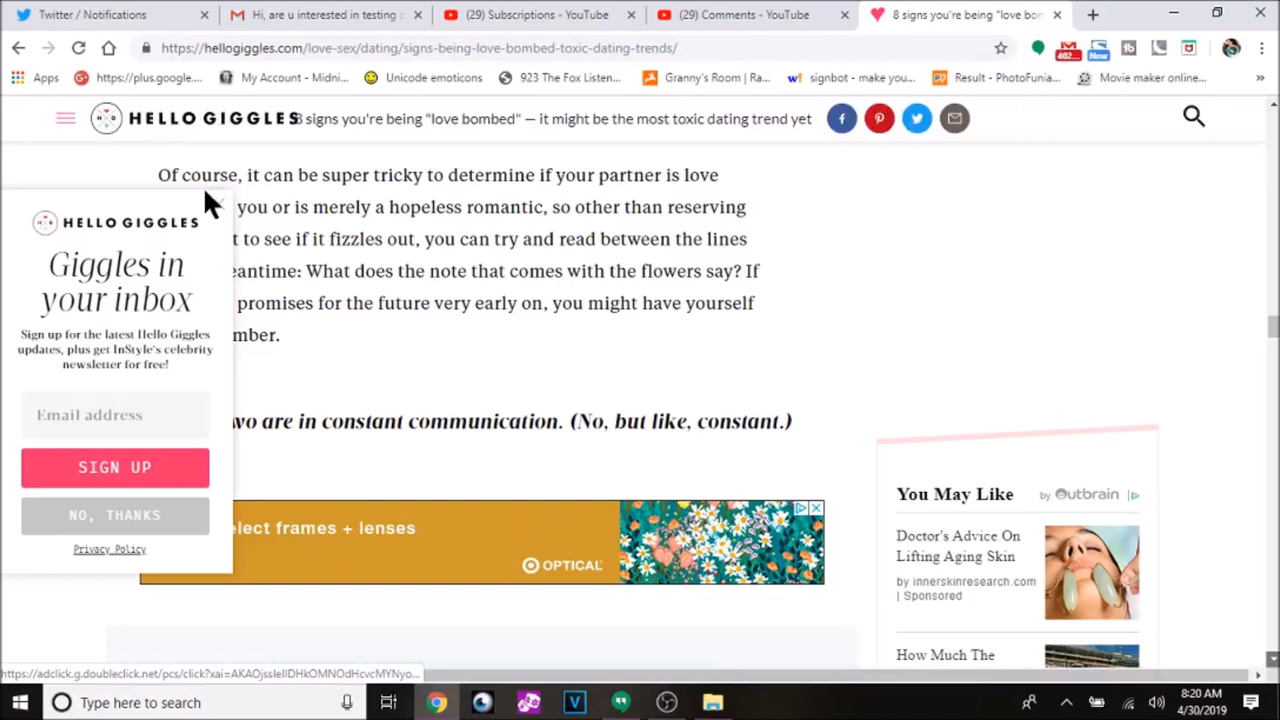 Twitter / Notifications
Hi, are u interested in testing c
(29) Subscriptions - YouTube
(29) Comments - YouTube
8 signs you're being "love bom
https://hellogiggles.com/love-sex/dating/signs-being-love-bombed-toxic-dating-trends/
402
New
Apps
https://plus.google....
My Account - Midni...
Unicode emoticons
923 The Fox Listen...
Granny's Room | Ra...
signbot - make you...
Result - PhotoFunia...
Movie maker online...
»
HELLO GIGGLES
8 signs you're being "love bombed" — it might be the most toxic dating trend yet
Of course, it can be super tricky to determine if your partner is love
you or is merely a hopeless romantic, so other than reserving
t to see if it fizzles out, you can try and read between the lines
eantime: What does the note that comes with the flowers say? If
promises for the future very early on, you might have yourself
mber.
HELLO GIGGLES
Giggles in
your inbox
Sign up for the latest Hello Giggles
updates, plus get InStyle's celebrity
newsletter for free!
Email address
SIGN UP
NO, THANKS
Privacy Policy
wo are in constant communication. (No, but like, constant.)
elect frames + lenses
OPTICAL
You May Like
by Outbrain
Doctor's Advice On
Lifting Aging Skin
by innerskinresearch.com
| Sponsored
How Much The
Type here to search
8:20 AM
4/30/2019